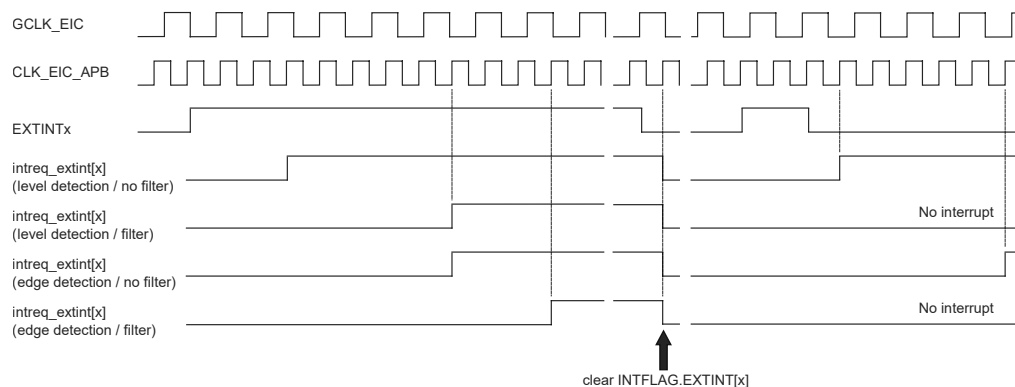 GCLK_EIC
CLK_EIC_APB
EXTINTx
intreq_extint[x]
(level detection / no filter)
intreq_extint[x]
(level detection / filter)
No interrupt
intreq_extint[x]
(edge detection / no filter)
intreq_extint[x]
(edge detection / filter)
No interrupt
clear INTFLAG.EXTINT[x]